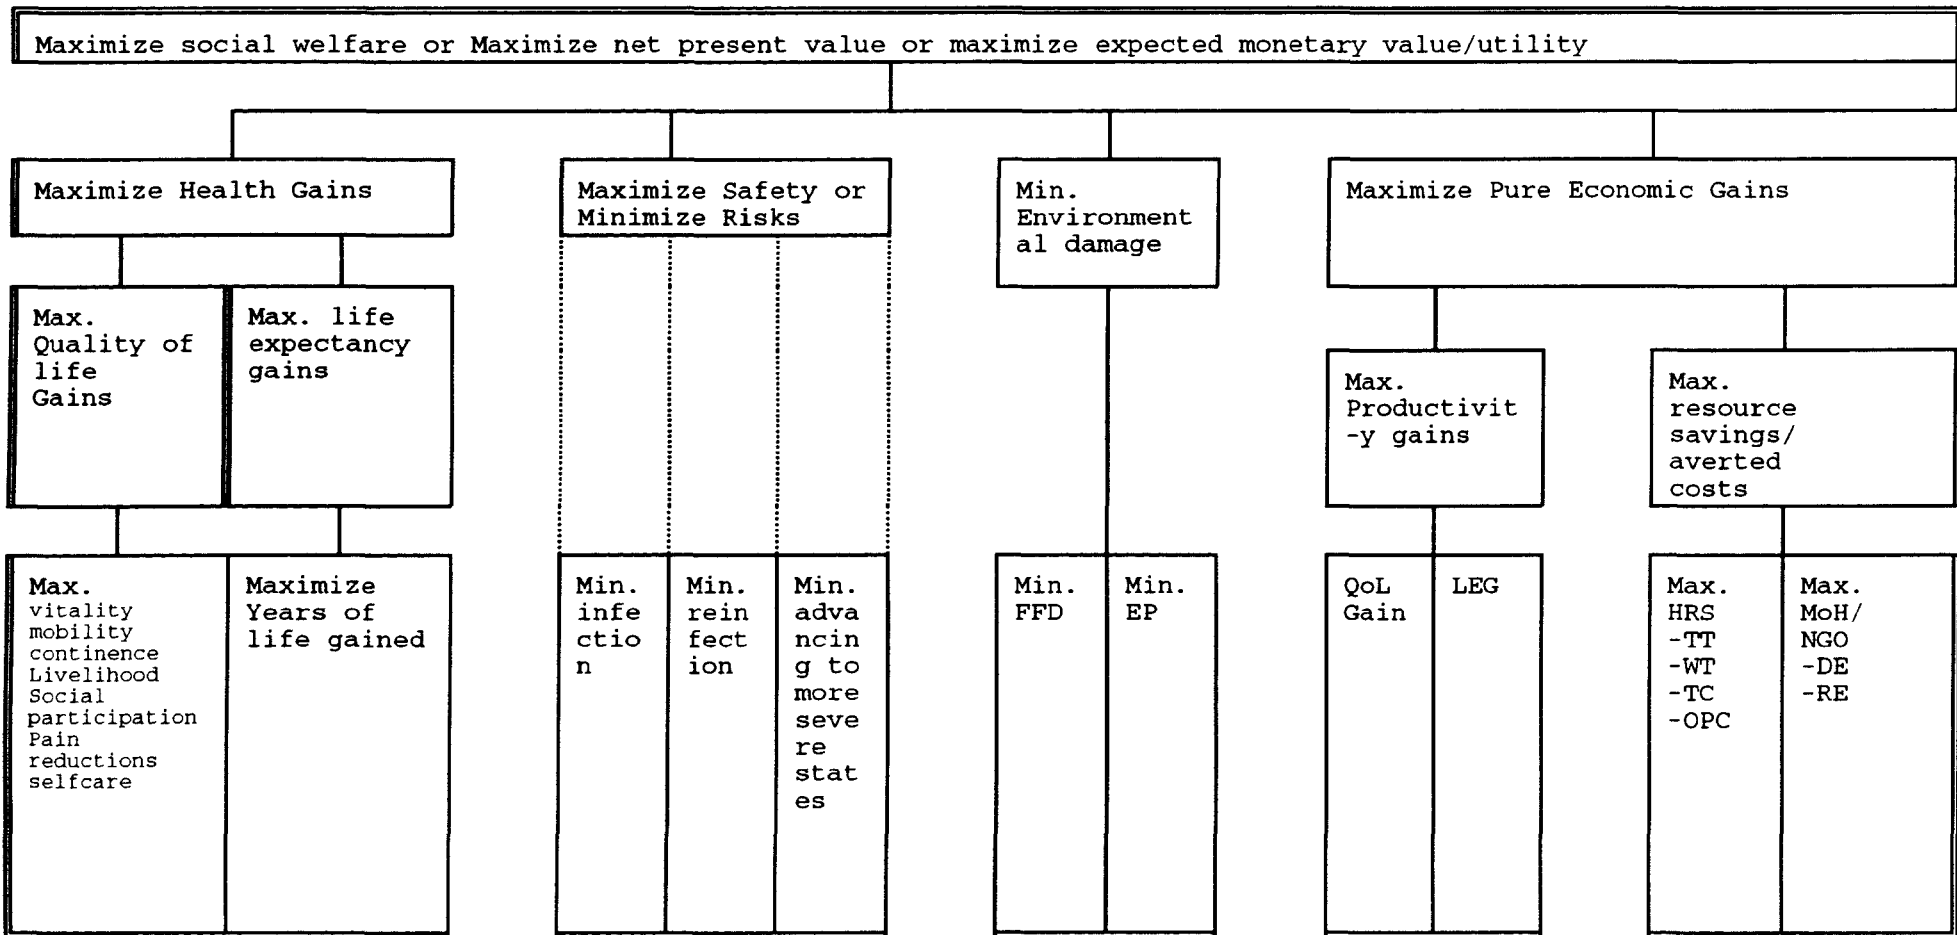 Maximize social welfare or Maximize net present value or maximize expected monetary value/utility
Maximize Health Gains
Maximize Safety or
Minimize Risks
Min.
Environment
al damage
Maximize Pure Economic Gains
Max.
Quality of
life
Gains
Max. life
expectancy
gains
Max.
Productivit
-y gains
Max.
resource
savings/
averted
costs
Max.
vitality
mobility
continence
Livelihood
Social
participation
Pain
reductions
selfcare
Maximize
Years of
life gained
Min.
infe
ctio
n
Min.
rein
fect
ion
Min.
adva
ncin
g to
more
seve
re
stat
es
Min.
FFD
Min.
EP
QoL
Gain
LEG
Max.
HRS
-TT
-WT
-TC
-OPC
Max.
MoH/
NGO
-DE
-RE